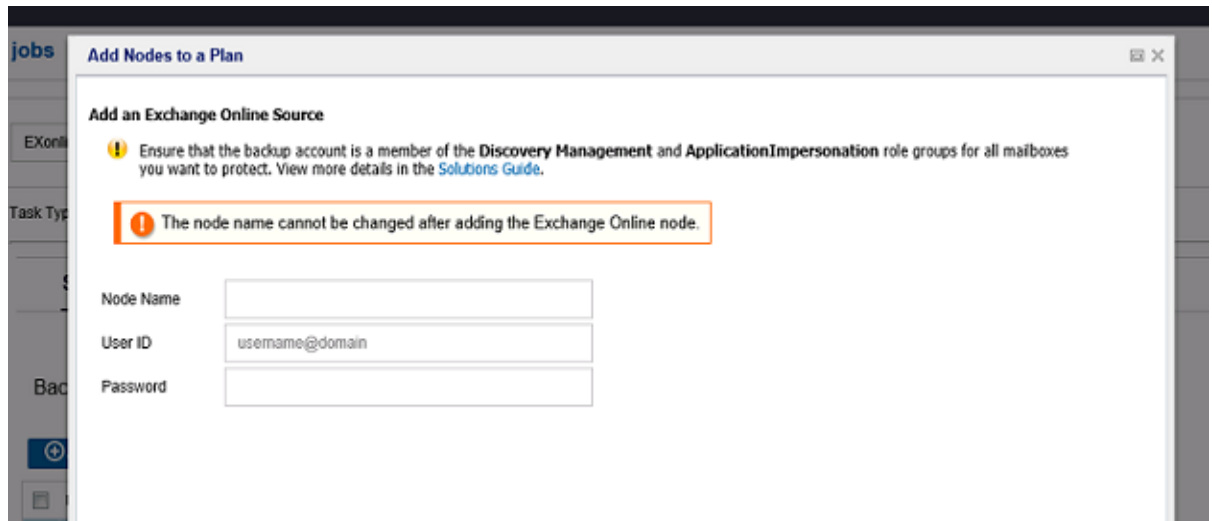 jobs
Add Nodes to a Plan
Add an Exchange Online Source
EXonli
Ensure that the backup account is a member of the Discovery Management and ApplicationImpersonation role groups for all mailboxes
you want to protect. View more details in the Solutions Guide.
Task Typ
The node name cannot be changed after adding the Exchange Online node.
Node Name
User ID
username@domain
Bac
Password